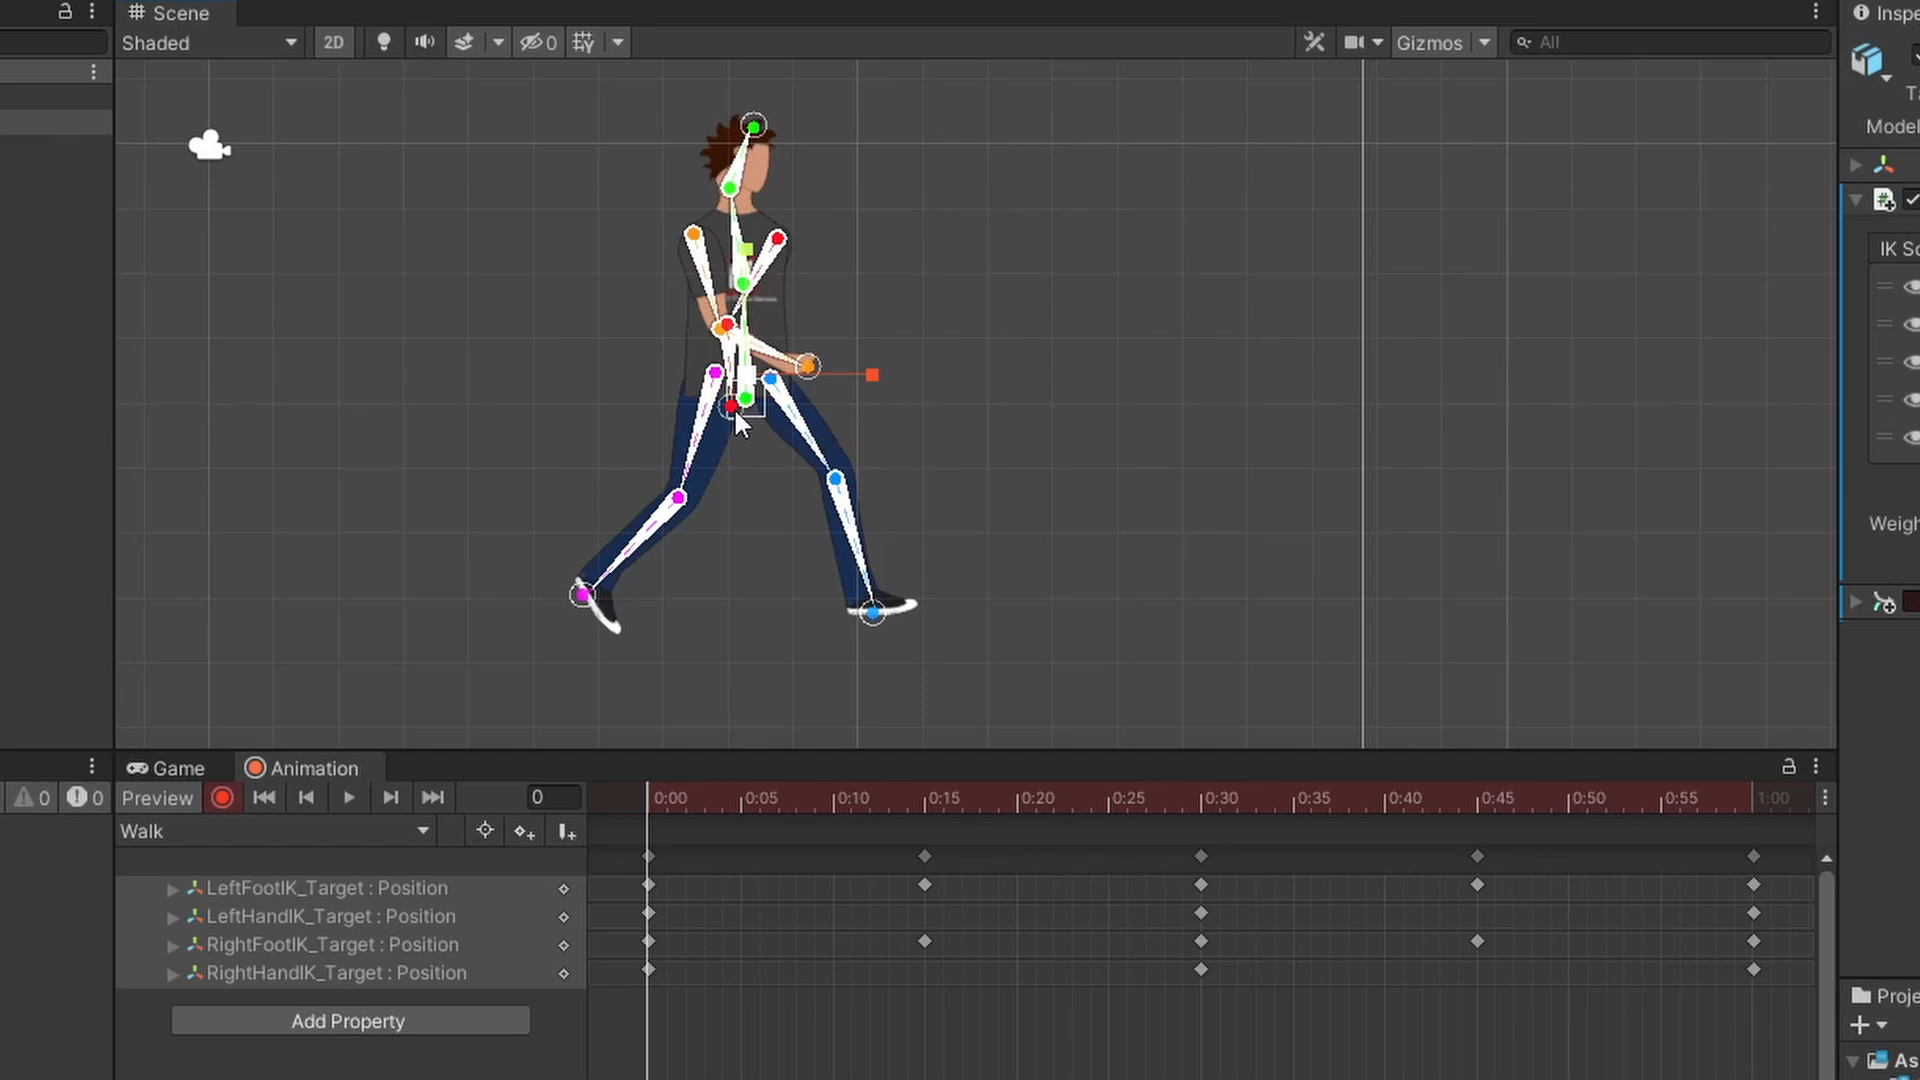 Scene
Inspe
Shaded
2D
0
Gizmos
All
Ta
Model
IK So
Weigh
Game
Animation
0
0
Preview
0
0:00 0:05 0:10 0:15 0:20 0:25 0:30 0:35 0:40 0:45 0:50 0:55 1:00
Walk
LeftFootIK_Target : Position
LeftHandIK_Target : Position
RightFootIK_Target : Position
RightHandIK_Target : Position
Add Property
Proje
As